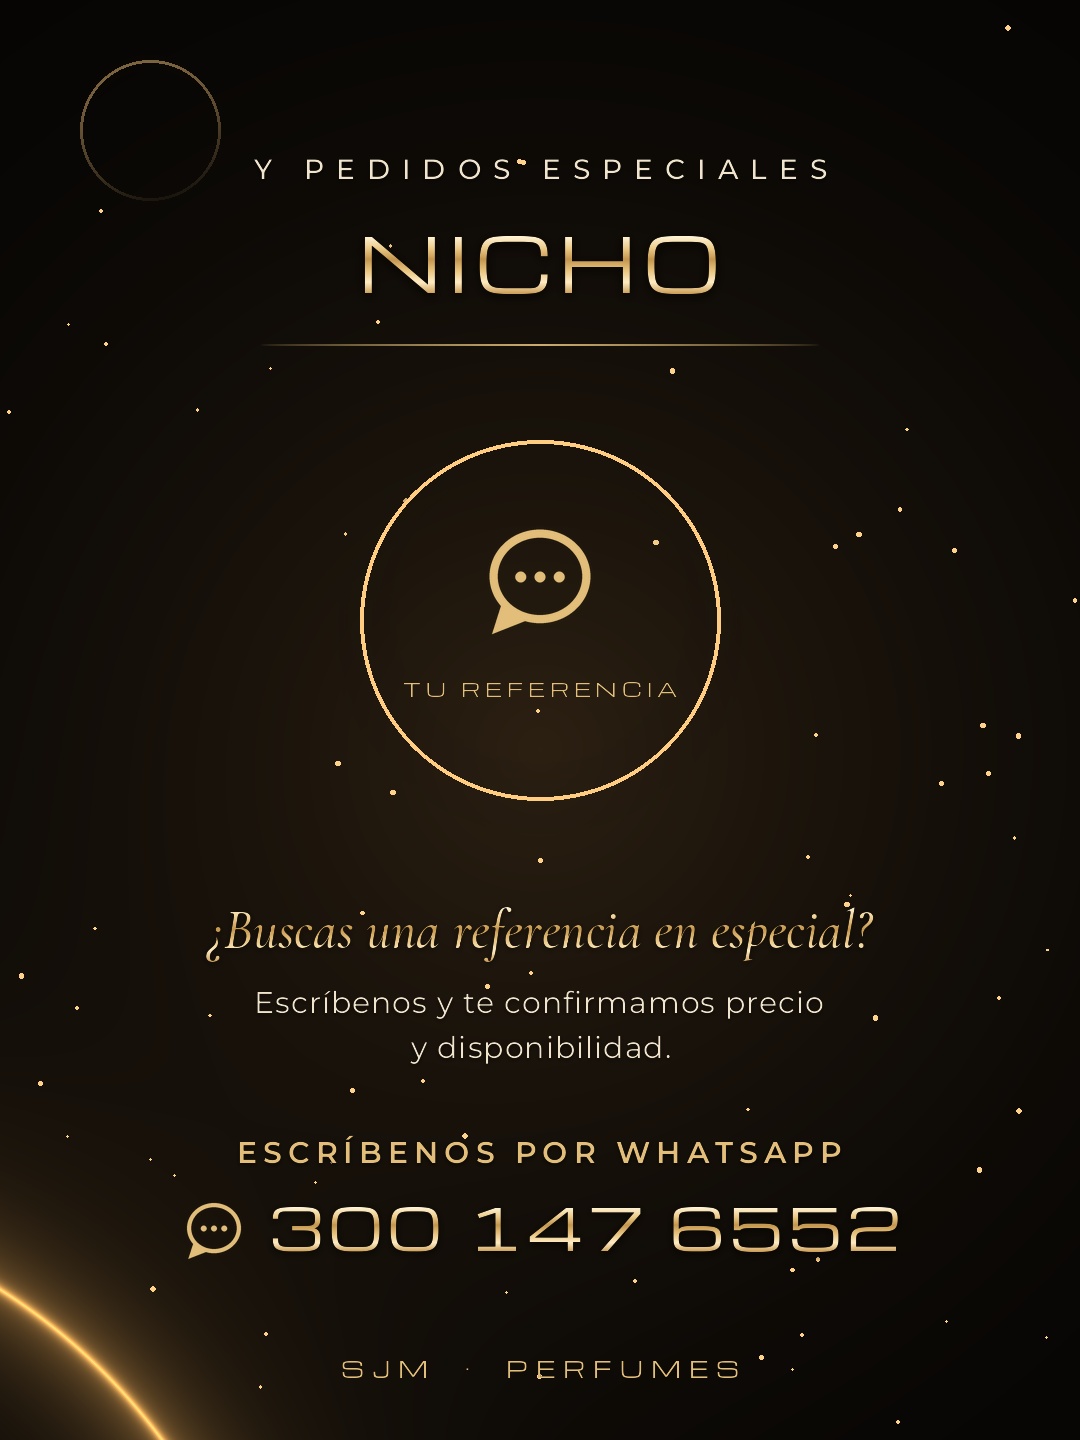 Y PEDIDOS ESPECIALES
NICHO
TU REFERENCIA
¿Buscas una referencia en especial?
Escríbenos y te confirmamos precio
y disponibilidad.
ESCRÍBENOS POR WHATSAPP
300 147 6552
SJM · PERFUMES